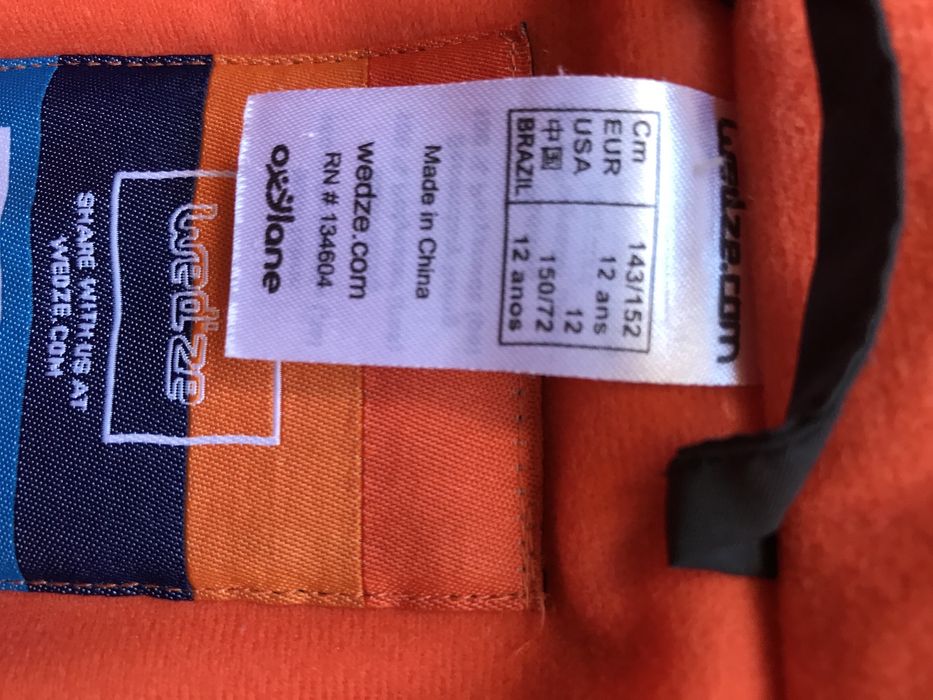 wedze.com
Cm 143/152
EUR 12 ans
USA 12
中国 150/72
BRAZIL 12 anos
Made in China
wedze.com
RN # 134604
oxylane
wedze
SHARE WITH US AT
WEDZE.COM